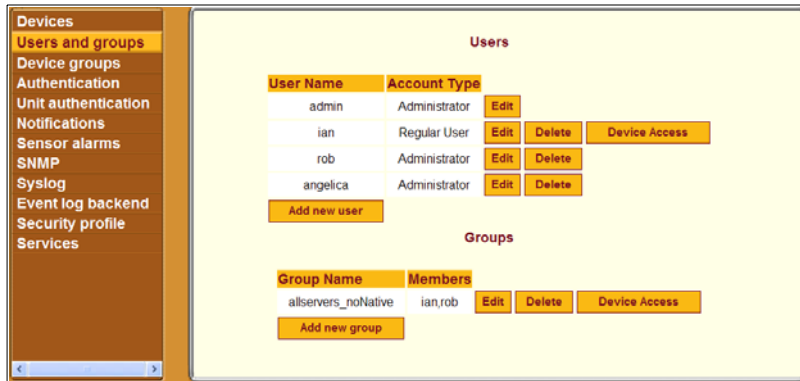 Devices
Users and groups
Device groups
Authentication
Unit authentication
Notifications
Sensor alarms
SNMP
Syslog
Event log backend
Security profile
Services
Users
User Name Account Type
admin Administrator Edit
ian Regular User Edit Delete Device Access
rob Administrator Edit Delete
angelica Administrator Edit Delete
Add new user
Groups
Group Name Members
allservers_noNative ian,rob Edit Delete Device Access
Add new group